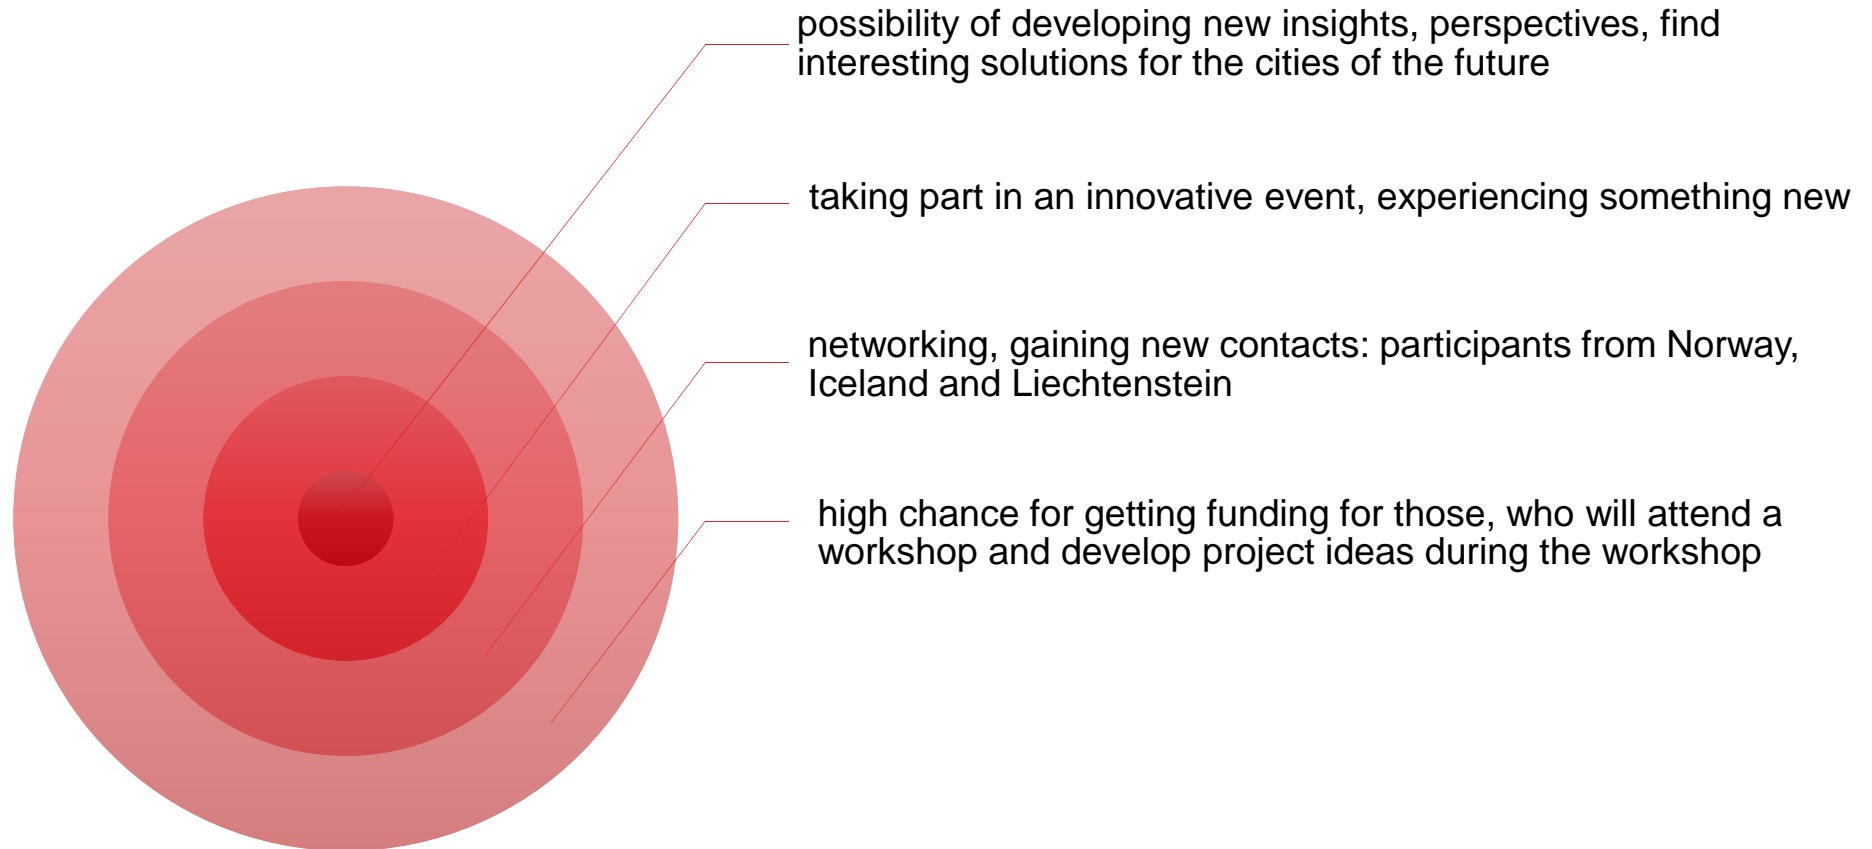 possibility of developing new insights, perspectives, find
interesting solutions for the cities of the future
taking part in an innovative event, experiencing something new
networking, gaining new contacts: participants from Norway,
Iceland and Liechtenstein
high chance for getting funding for those, who will attend a
workshop and develop project ideas during the workshop